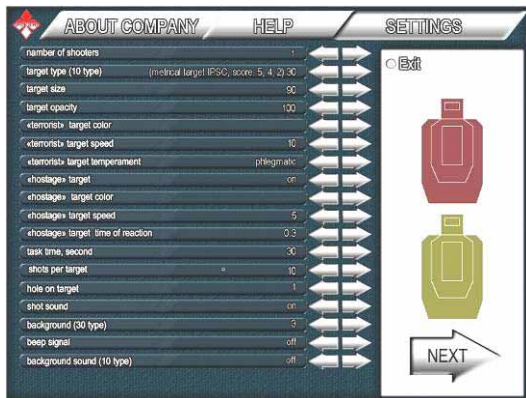 ABOUT COMPANY HELP SETTINGS
namber of shooters 1
target type (10 type) (metrical target IPSC, score: 5, 4, 2) 30
target size 90
target opacity 100
«terrorist» target color
«terrorist» target speed 10
«terrorist» target temperament phlegmatic
«hostage» target on
«hostage» target color
«hostage» target speed 5
«hostage» target time of reaction 0.3
task time, second 30
shots per target 10
hole on target 1
shot sound on
background (30 type) 3
beep signal off
background sound (10 type) off
Exit
NEXT